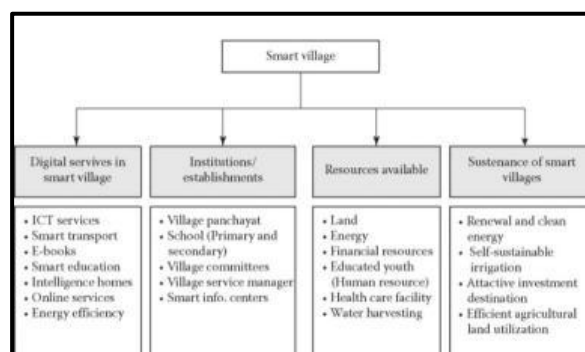 Smart village
Digital servives in
smart village
Institutions/
establishments
Resources available
Sustenance of smart
villages
• ICT services
• Smart transport
• E-books
• Smart education
• Intelligence homes
• Online services
• Energy efficiency
• Village panchayat
• School (Primary and
secondary)
• Village committees
• Village service manager
• Smart info. centers
• Land
• Energy
• Financial resources
• Educated youth
(Human resource)
• Health care facility
• Water harvesting
• Renewal and clean
energy
• Self-sustainable
irrigation
• Attactive investment
destination
• Efficient agricultural
land utilization